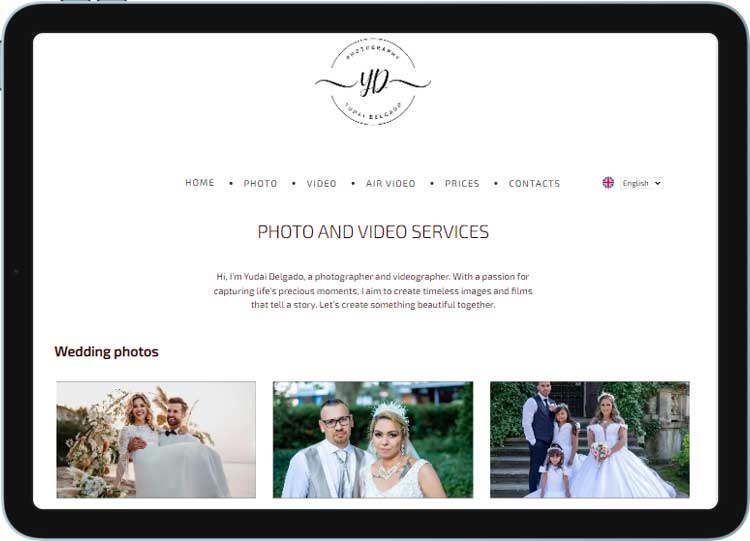 PHOTOGRAPHY
YD
YUDAI DELGADO
HOME • PHOTO • VIDEO • AIR VIDEO • PRICES • CONTACTS English
PHOTO AND VIDEO SERVICES
Hi, I'm Yudai Delgado, a photographer and videographer. With a passion for
capturing life's precious moments, I aim to create timeless images and films
that tell a story. Let's create something beautiful together.
Wedding photos